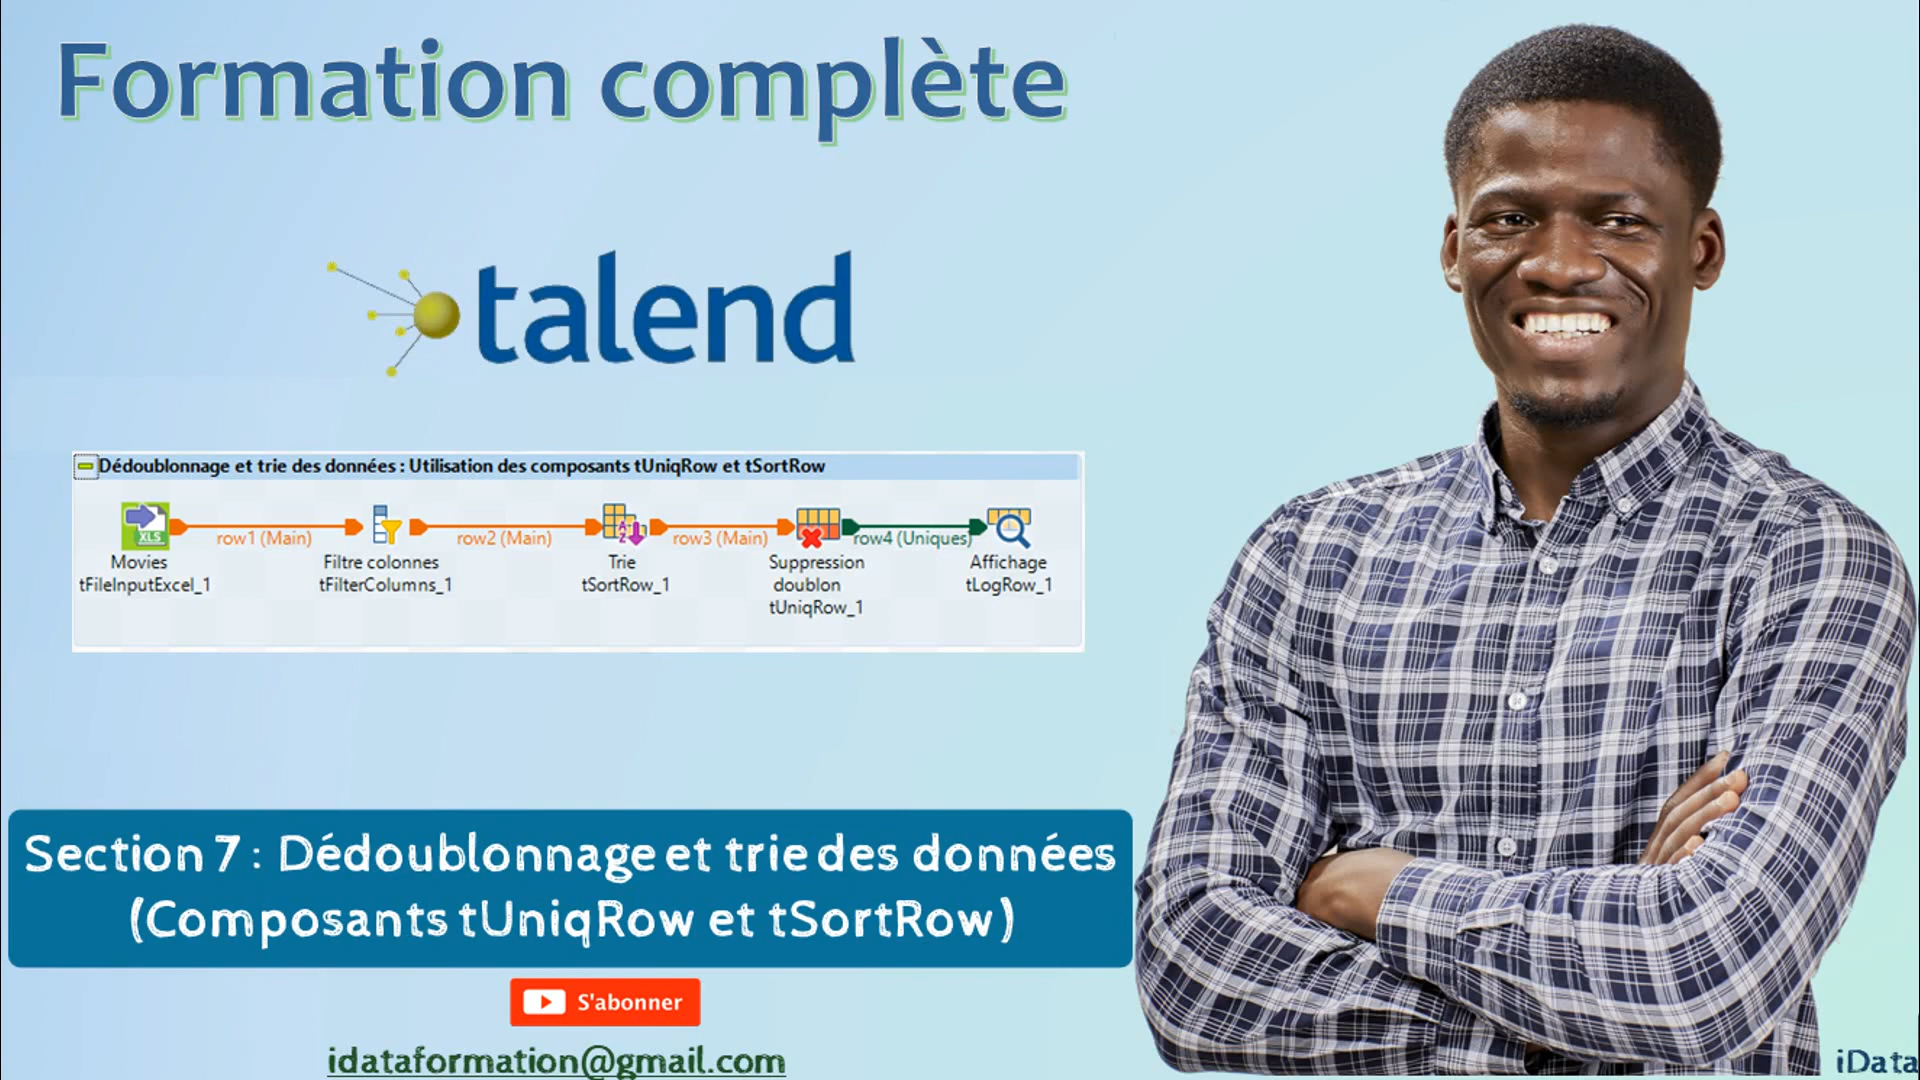 Formation complète
talend
Dédoublonnage et trie des données : Utilisation des composants tUniqRow et tSortRow
XLS
A
Z
row1 (Main)
row2 (Main)
row3 (Main)
row4 (Uniques)
Movies
tFileInputExcel_1
Filtre colonnes
tFilterColumns_1
Trie
tSortRow_1
Suppression
doublon
tUniqRow_1
Affichage
tLogRow_1
Section 7 : Dédoublonnage et trie des données
(Composants tUniqRow et tSortRow)
S'abonner
idataformation@gmail.com
iData